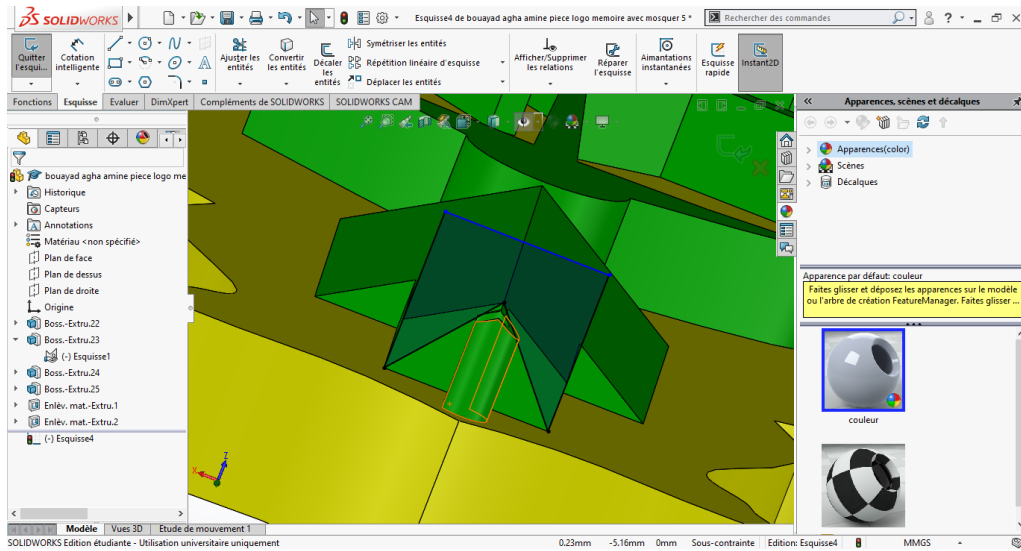 SOLIDWORKS
Esquisse4 de bouayad agha amine piece logo memoire avec mosquer 5 *
Rechercher des commandes
Quitter l'esqui...
Cotation intelligente
Ajuster les entités
Convertir les entités
Décaler les entités
Symétriser les entités
Répétition linéaire d'esquisse
Déplacer les entités
Afficher/Supprimer les relations
Réparer l'esquisse
Aimantations instantanées
Esquisse rapide
Instant2D
Fonctions Esquisse Evaluer DimXpert Compléments de SOLIDWORKS SOLIDWORKS CAM
bouayad agha amine piece logo me
Historique
Capteurs
Annotations
Matériau <non spécifié>
Plan de face
Plan de dessus
Plan de droite
Origine
Boss.-Extru.22
Boss.-Extru.23
(-) Esquisse1
Boss.-Extru.24
Boss.-Extru.25
Enlèv. mat.-Extru.1
Enlèv. mat.-Extru.2
(-) Esquisse4
Z
X
Apparences, scènes et décalques
Apparences(color)
Scènes
Décalques
Apparence par défaut: couleur
Faites glisser et déposez les apparences sur le modèle
ou l'arbre de création FeatureManager. Faites glisser ...
couleur
Modèle Vues 3D Etude de mouvement 1
SOLIDWORKS Edition étudiante - Utilisation universitaire uniquement
0.23mm -5.16mm 0mm Sous-contrainte Edition: Esquisse4 MMGS